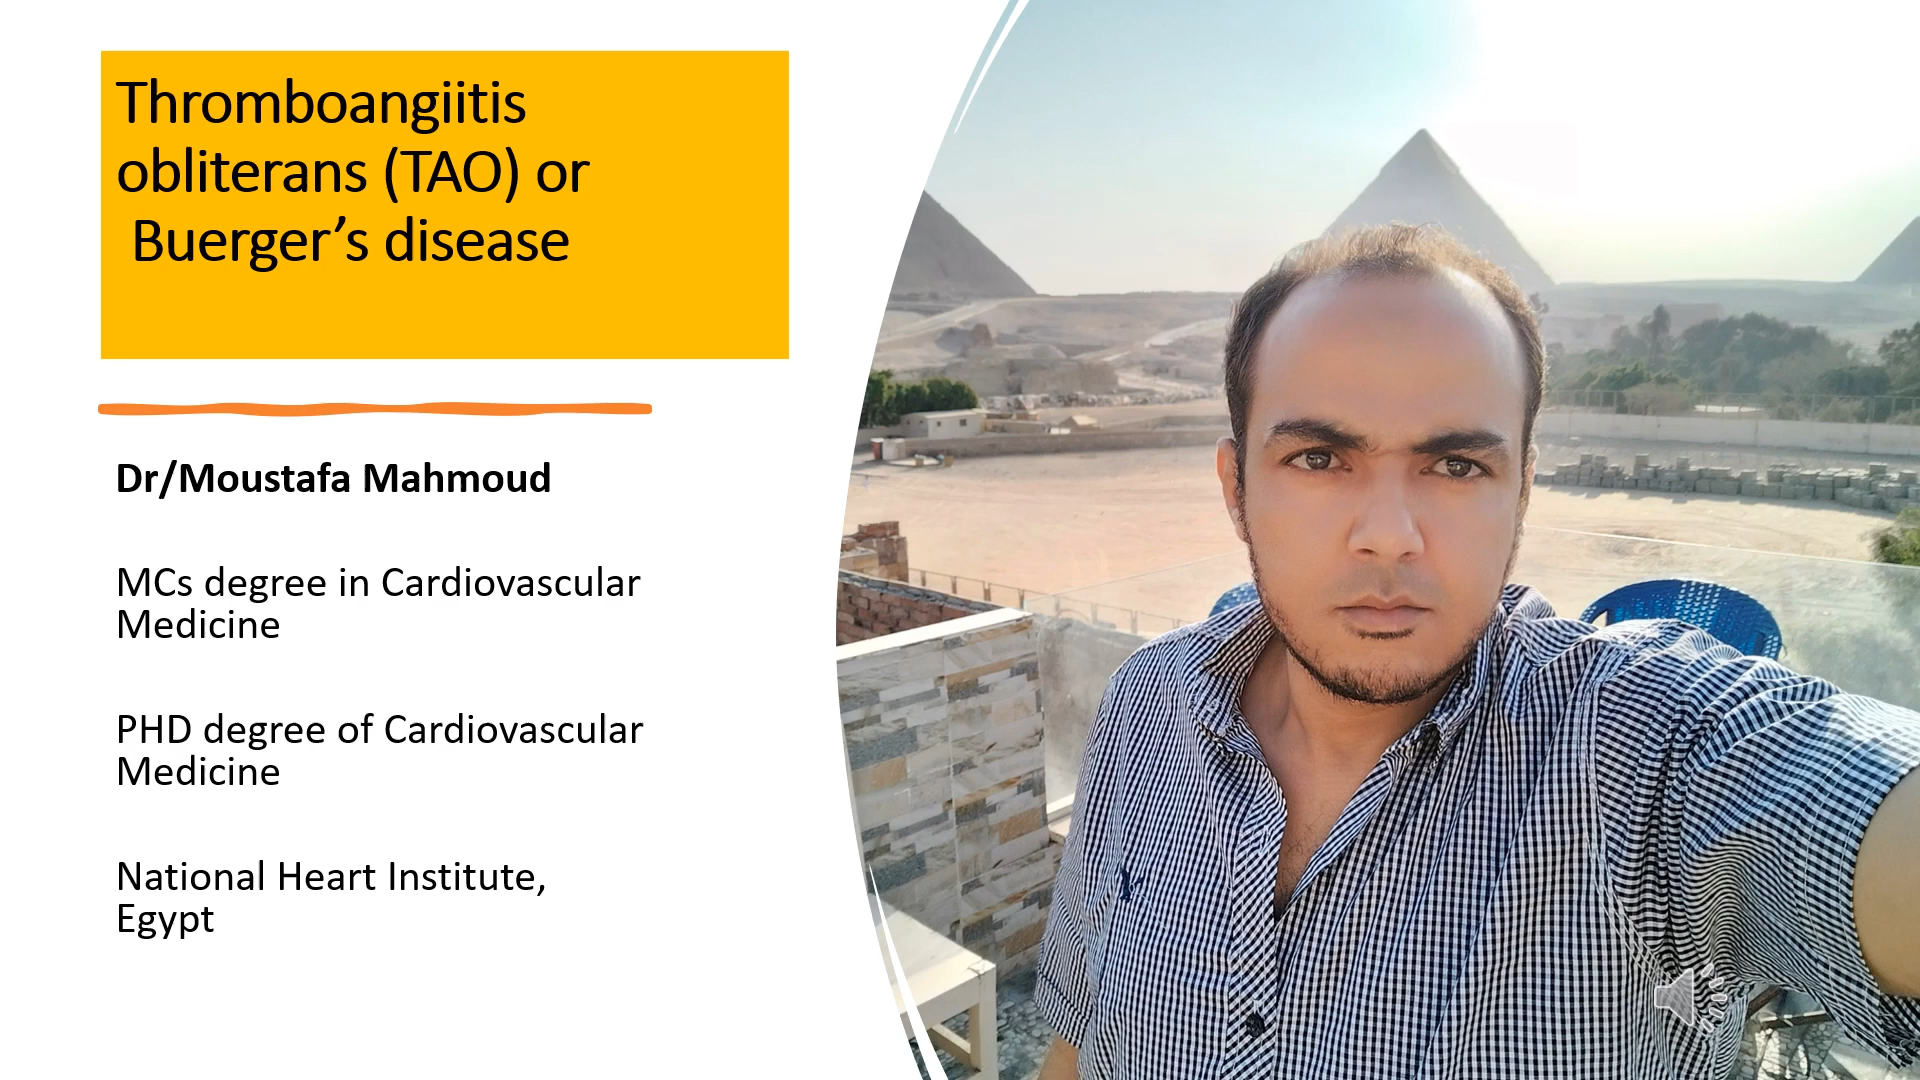 Thromboangiitis
obliterans (TAO) or
Buerger’s disease
Dr/Moustafa Mahmoud
MCs degree in Cardiovascular
Medicine
PHD degree of Cardiovascular
Medicine
National Heart Institute,
Egypt